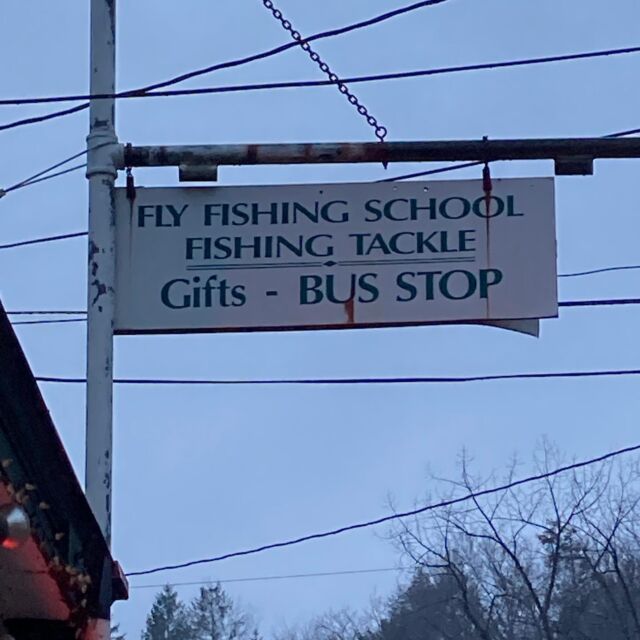 FLY FISHING SCHOOL
FISHING TACKLE
Gifts - BUS STOP